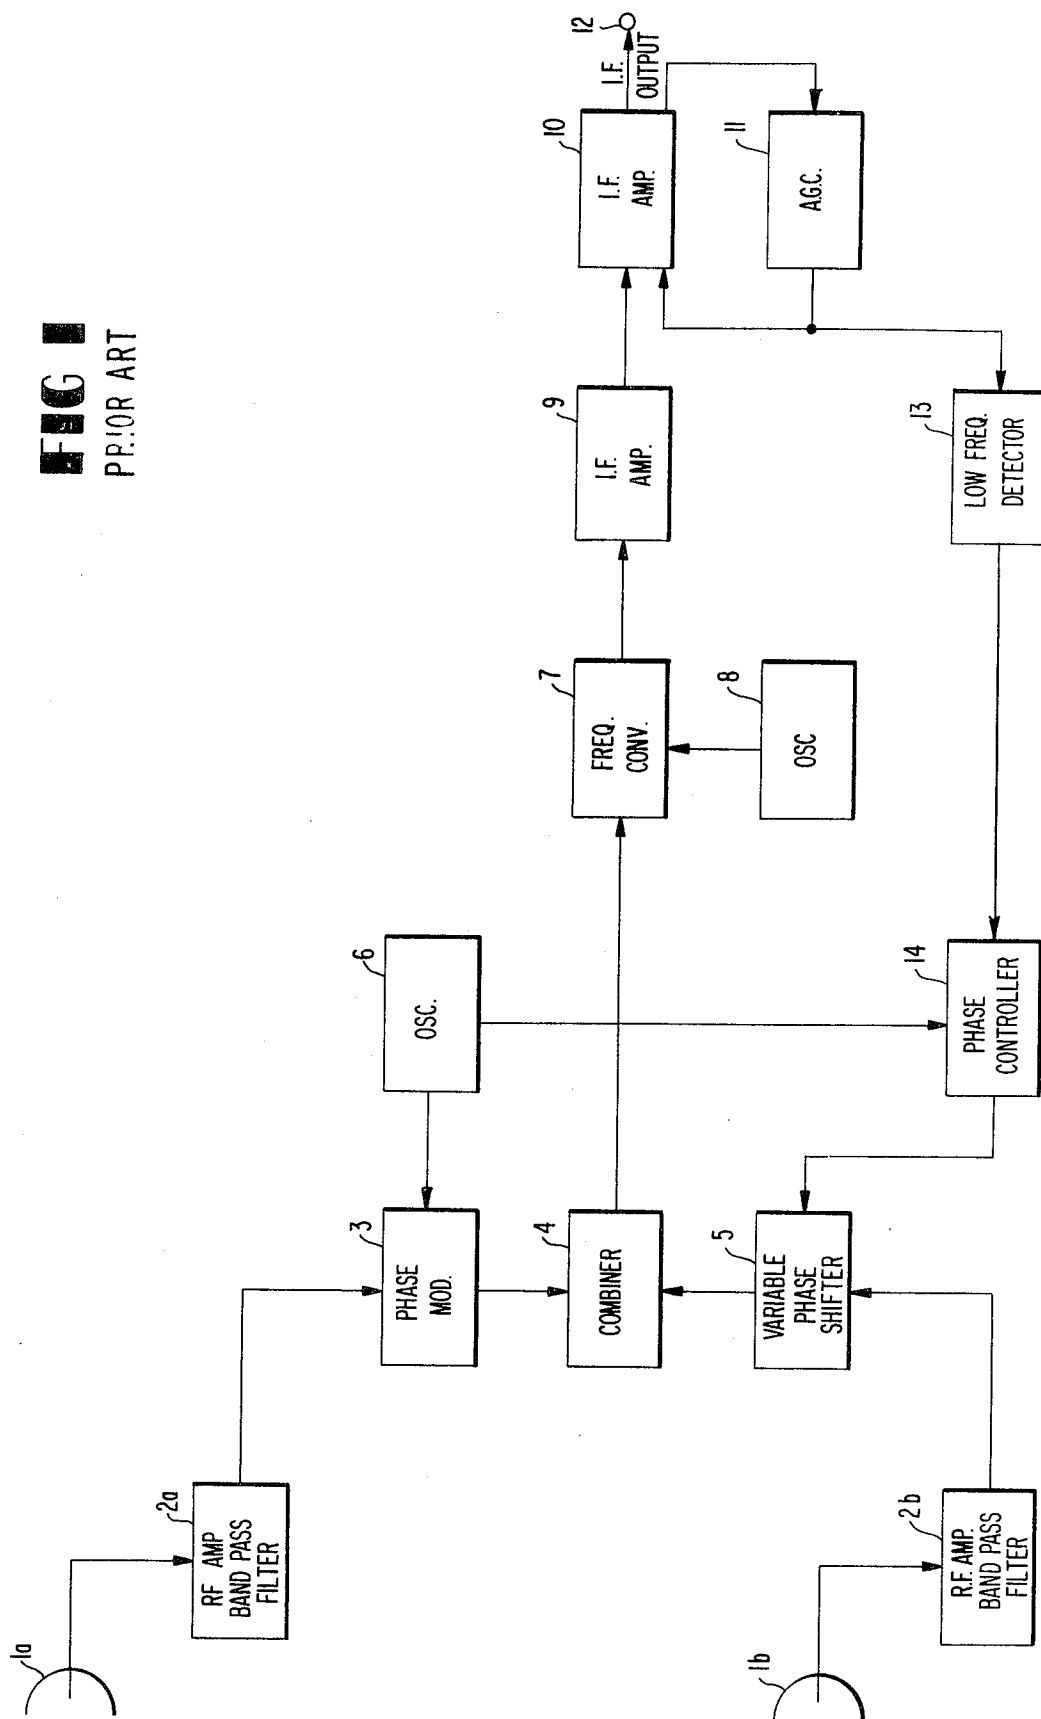 FIG 1
PRIOR ART
1a
2a
RF AMP
BAND PASS
FILTER
3
PHASE
MOD.
6
OSC.
4
COMBINER
7
FREQ.
CONV.
8
OSC
9
I.F.
AMP.
10
I.F.
AMP.
I.F.
OUTPUT
12
11
A.G.C.
5
VARIABLE
PHASE
SHIFTER
1b
2b
R.F. AMP.
BAND PASS
FILTER
14
PHASE
CONTROLLER
13
LOW FREQ.
DETECTOR